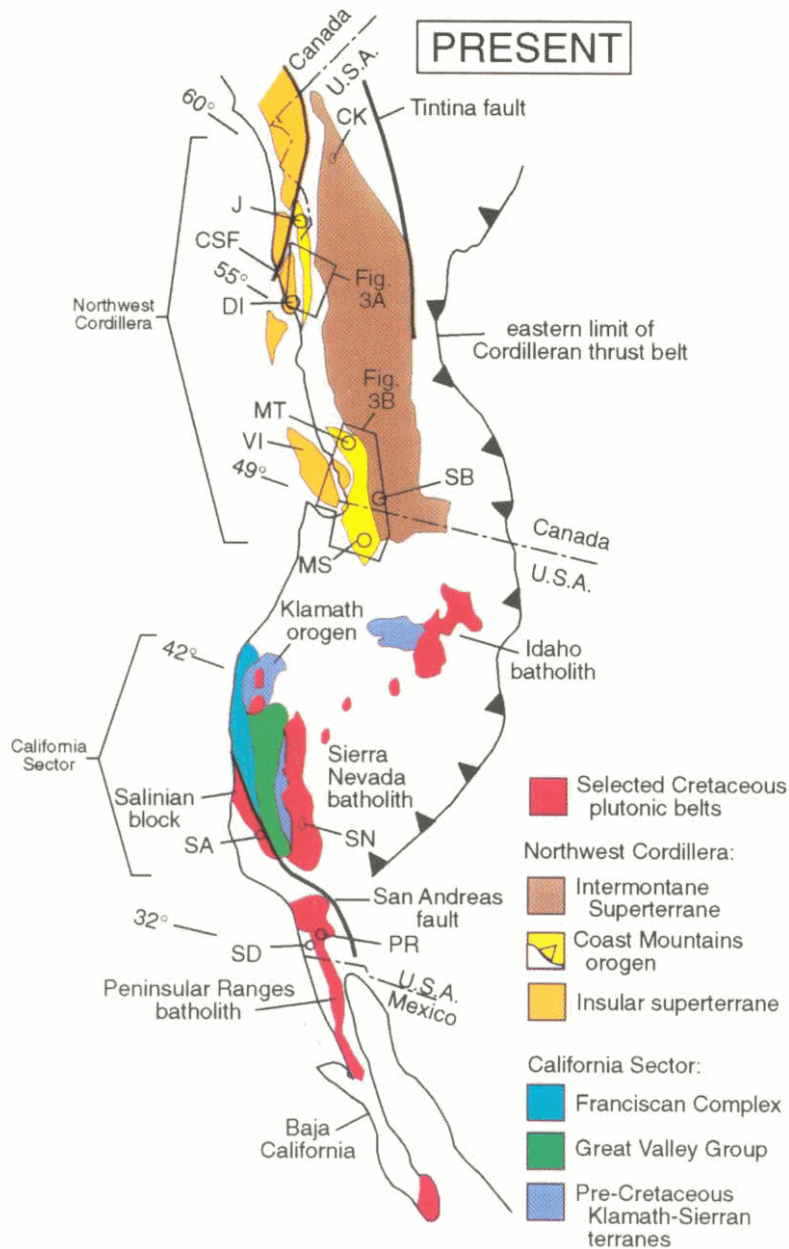 PRESENT
Canada
U.S.A.
60°
CK
Tintina fault
J
CSF
55°
DI
Fig.
3A
Northwest
Cordillera
eastern limit of
Cordilleran thrust belt
Fig.
3B
MT
VI
49°
SB
MS
Canada
U.S.A.
Klamath
orogen
42°
Idaho
batholith
California
Sector
Sierra
Nevada
batholith
Salinian
block
SA
SN
San Andreas
fault
32°
SD
PR
U.S.A.
Mexico
Peninsular Ranges
batholith
Baja
California
Selected Cretaceous
plutonic belts
Northwest Cordillera:
Intermontane
Superterrane
Coast Mountains
orogen
Insular superterrane
California Sector:
Franciscan Complex
Great Valley Group
Pre-Cretaceous
Klamath-Sierran
terranes